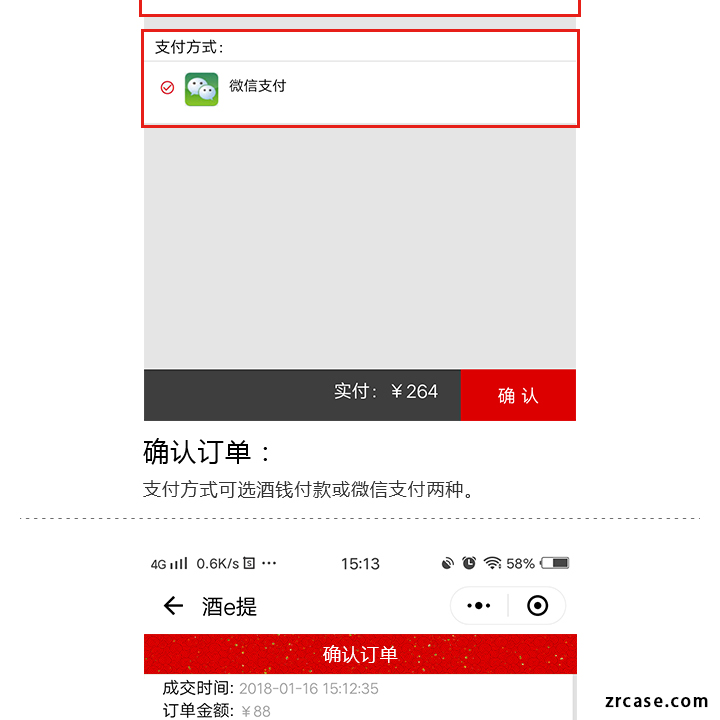 支付方式：
微信支付
实付：￥264
确 认
确认订单：
支付方式可选酒钱付款或微信支付两种。
4G 0.6K/s 15:13 58%
酒e提
确认订单
成交时间: 2018-01-16 15:12:35
订单金额: ￥88
zrcase.com